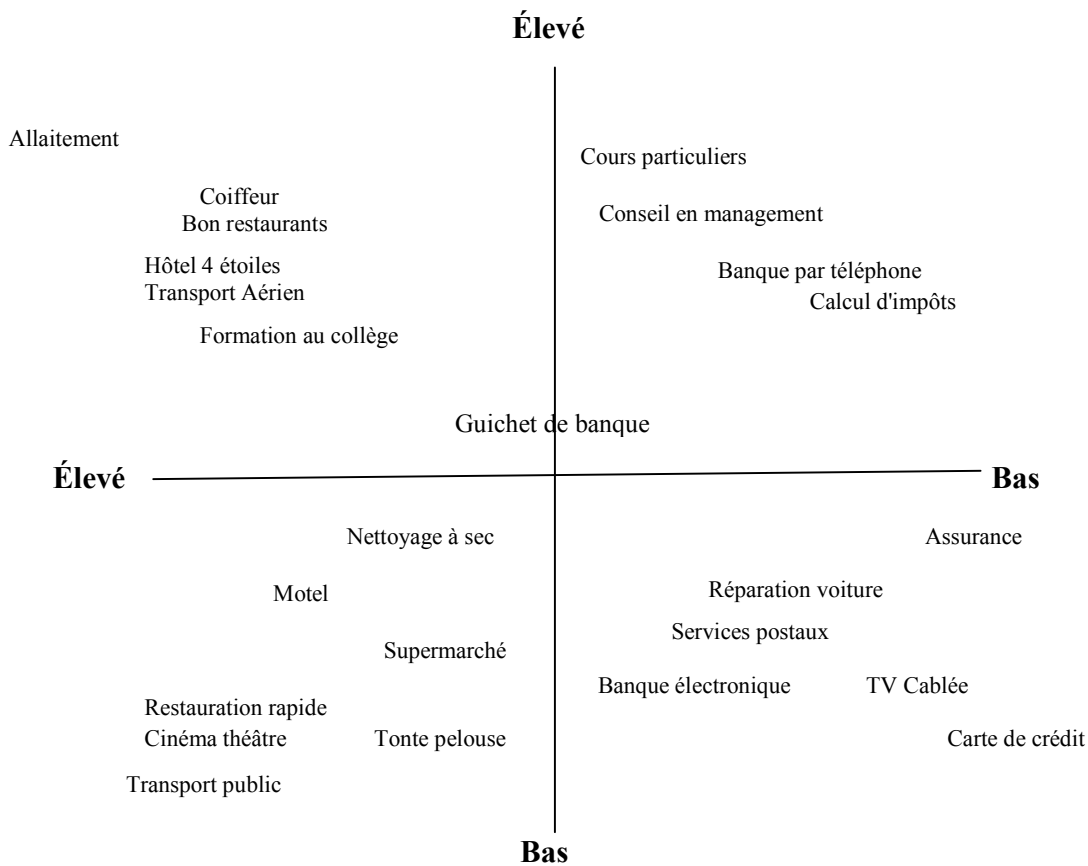 Élevé
Allaitement
Cours particuliers
Coiffeur
Conseil en management
Bon restaurants
Hôtel 4 étoiles
Banque par téléphone
Transport Aérien
Calcul d'impôts
Formation au collège
Guichet de banque
Élevé
Bas
Nettoyage à sec
Assurance
Motel
Réparation voiture
Services postaux
Supermarché
Banque électronique
TV Cablée
Restauration rapide
Cinéma théâtre
Tonte pelouse
Carte de crédit
Transport public
Bas